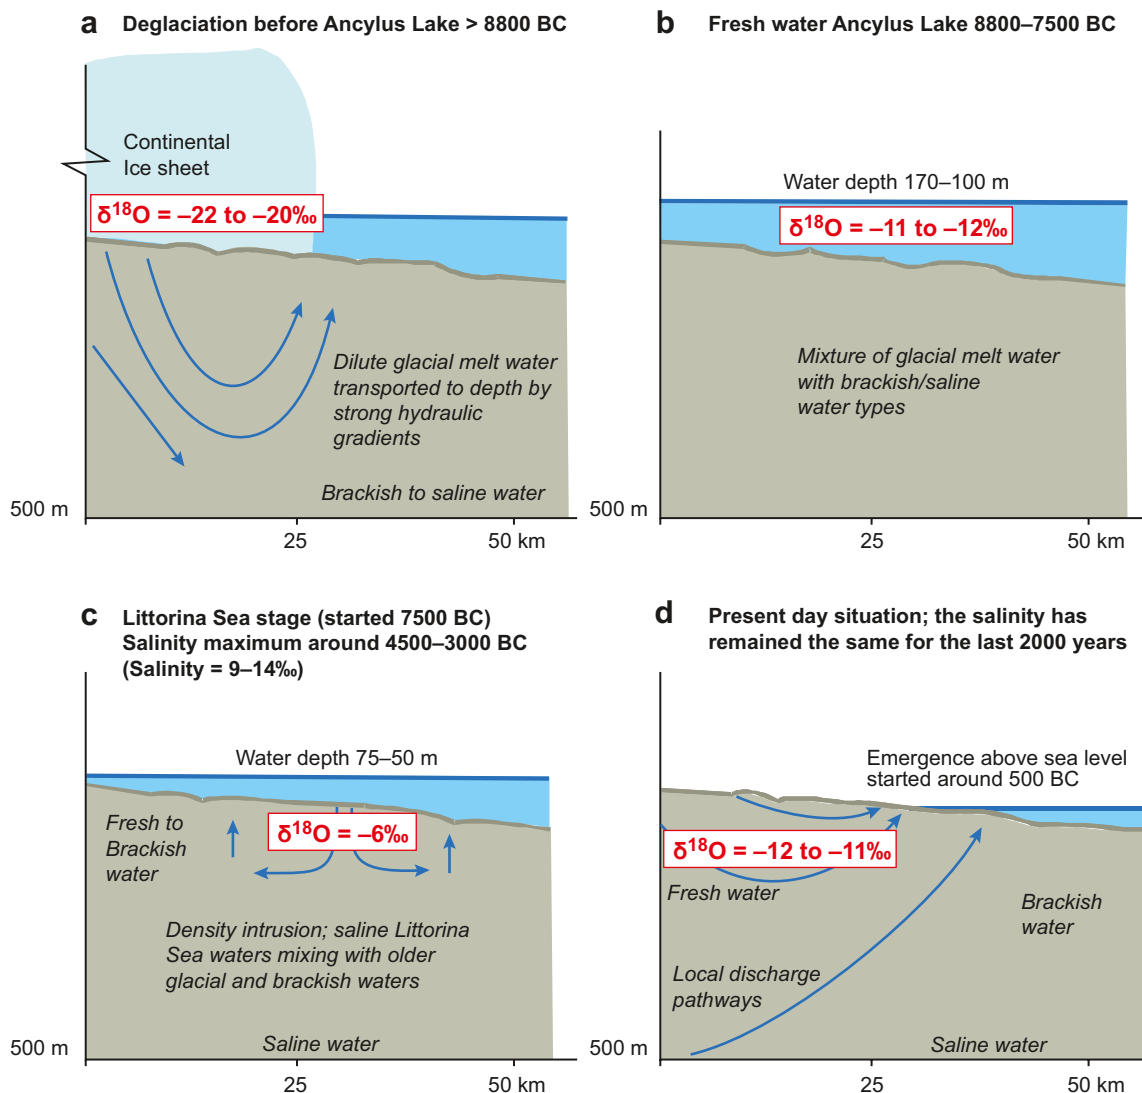 a Deglaciation before Ancylus Lake > 8800 BC
Continental
Ice sheet
δ¹⁸O = –22 to –20‰
Dilute glacial melt water
transported to depth by
strong hydraulic
gradients
Brackish to saline water
500 m
25
50 km
b Fresh water Ancylus Lake 8800–7500 BC
Water depth 170–100 m
δ¹⁸O = –11 to –12‰
Mixture of glacial melt water
with brackish/saline
water types
500 m
25
50 km
c Littorina Sea stage (started 7500 BC)
Salinity maximum around 4500–3000 BC
(Salinity = 9–14‰)
Water depth 75–50 m
Fresh to
Brackish
water
δ¹⁸O = –6‰
Density intrusion; saline Littorina
Sea waters mixing with older
glacial and brackish waters
Saline water
500 m
25
50 km
d Present day situation; the salinity has
remained the same for the last 2000 years
Emergence above sea level
started around 500 BC
δ¹⁸O = –12 to –11‰
Fresh water
Brackish
water
Local discharge
pathways
Saline water
500 m
25
50 km